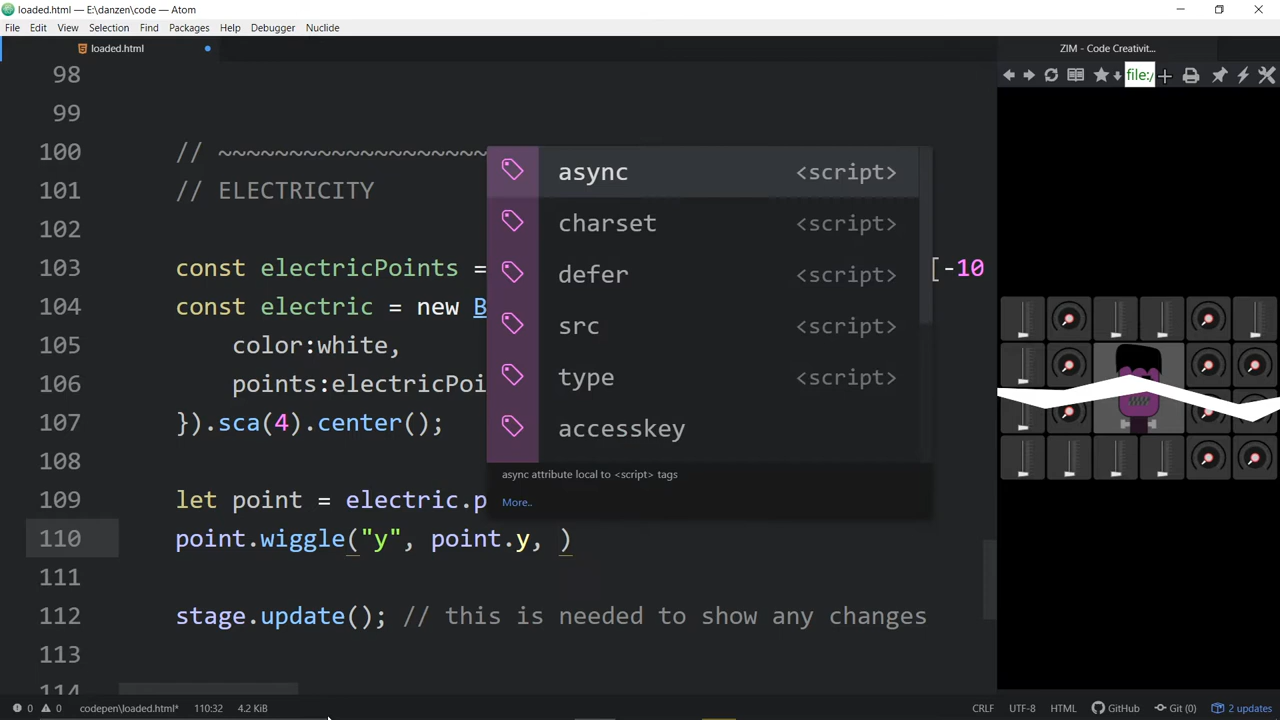 loaded.html — E:\danzen\code — Atom
File Edit View Selection Find Packages Help Debugger Nuclide
loaded.html
ZIM - Code Creativit...
file:/
98
99
100 // ~~~~~~~~~~~~~~~~~~~
101 // ELECTRICITY
102
103 const electricPoints = [-10
104 const electric = new B
105 color:white,
106 points:electricPoi
107 }).sca(4).center();
108
109 let point = electric.p
110 point.wiggle("y", point.y, )
111
112 stage.update(); // this is needed to show any changes
113
114
async <script>
charset <script>
defer <script>
src <script>
type <script>
accesskey
async attribute local to <script> tags
More..
0 0 codepen\loaded.html* 110:32 4.2 KiB CRLF UTF-8 HTML GitHub Git (0) 2 updates